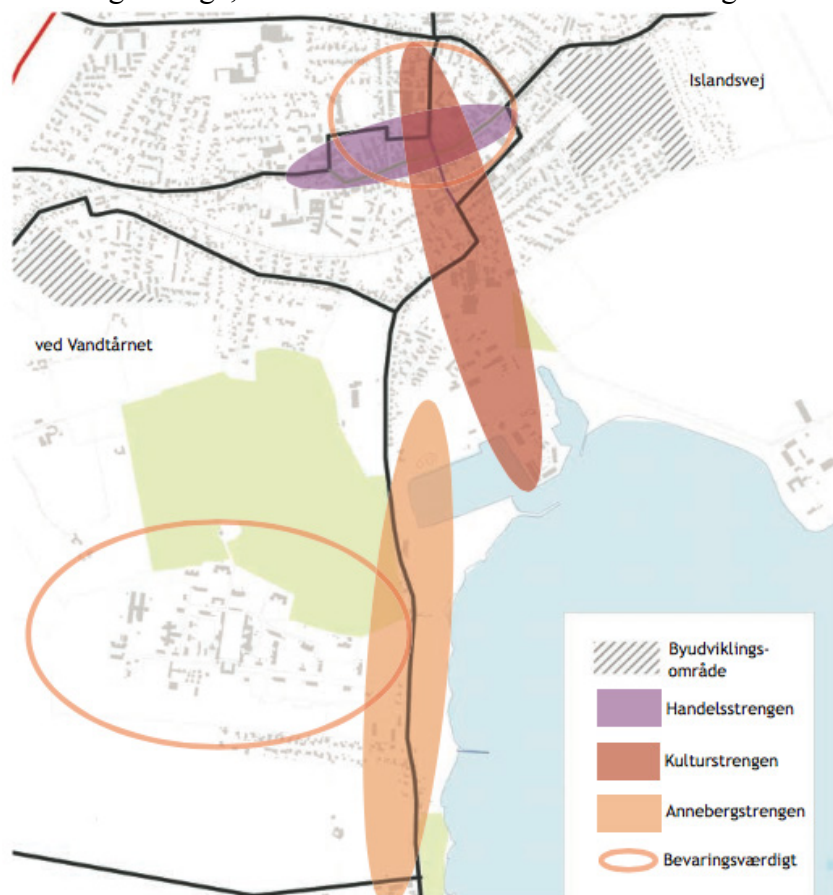 Islandsvej
ved Vandtårnet
Byudviklings-
område
Handelsstrengen
Kulturstrengen
Annebergstrengen
Bevaringsværdigt